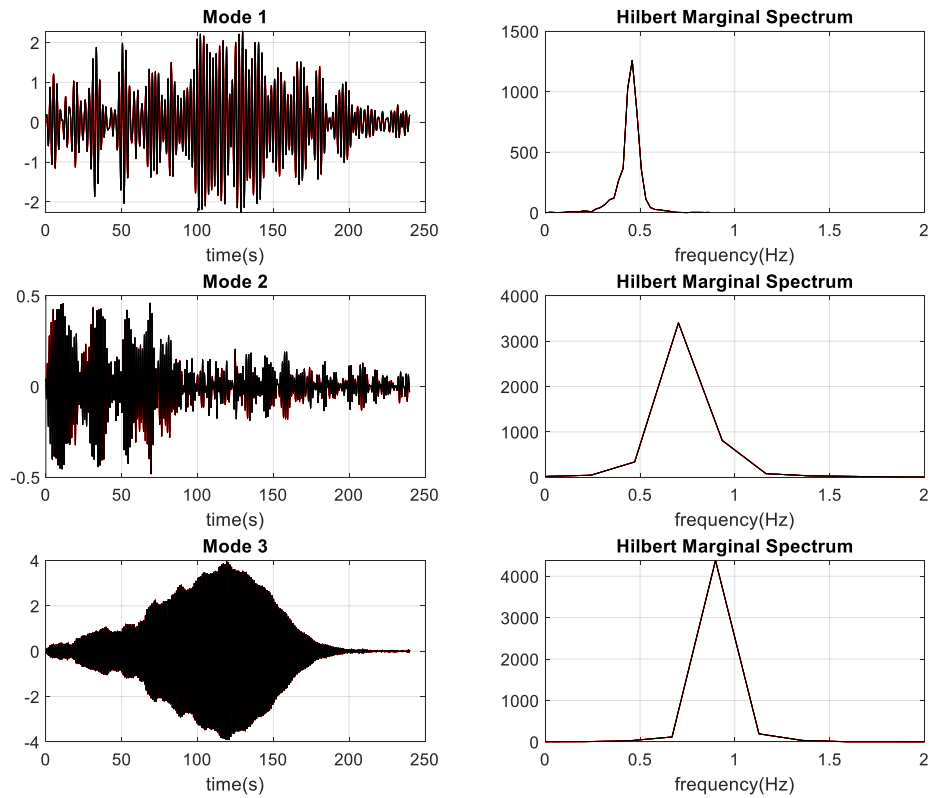 Mode 1
2
1
0
-1
-2
0 50 100 150 200 250
time(s)
Hilbert Marginal Spectrum
1500
1000
500
0
0 0.5 1 1.5 2
frequency(Hz)
Mode 2
0.5
0
-0.5
0 50 100 150 200 250
time(s)
Hilbert Marginal Spectrum
4000
3000
2000
1000
0
0 0.5 1 1.5 2
frequency(Hz)
Mode 3
4
2
0
-2
-4
0 50 100 150 200 250
time(s)
Hilbert Marginal Spectrum
4000
3000
2000
1000
0
0 0.5 1 1.5 2
frequency(Hz)